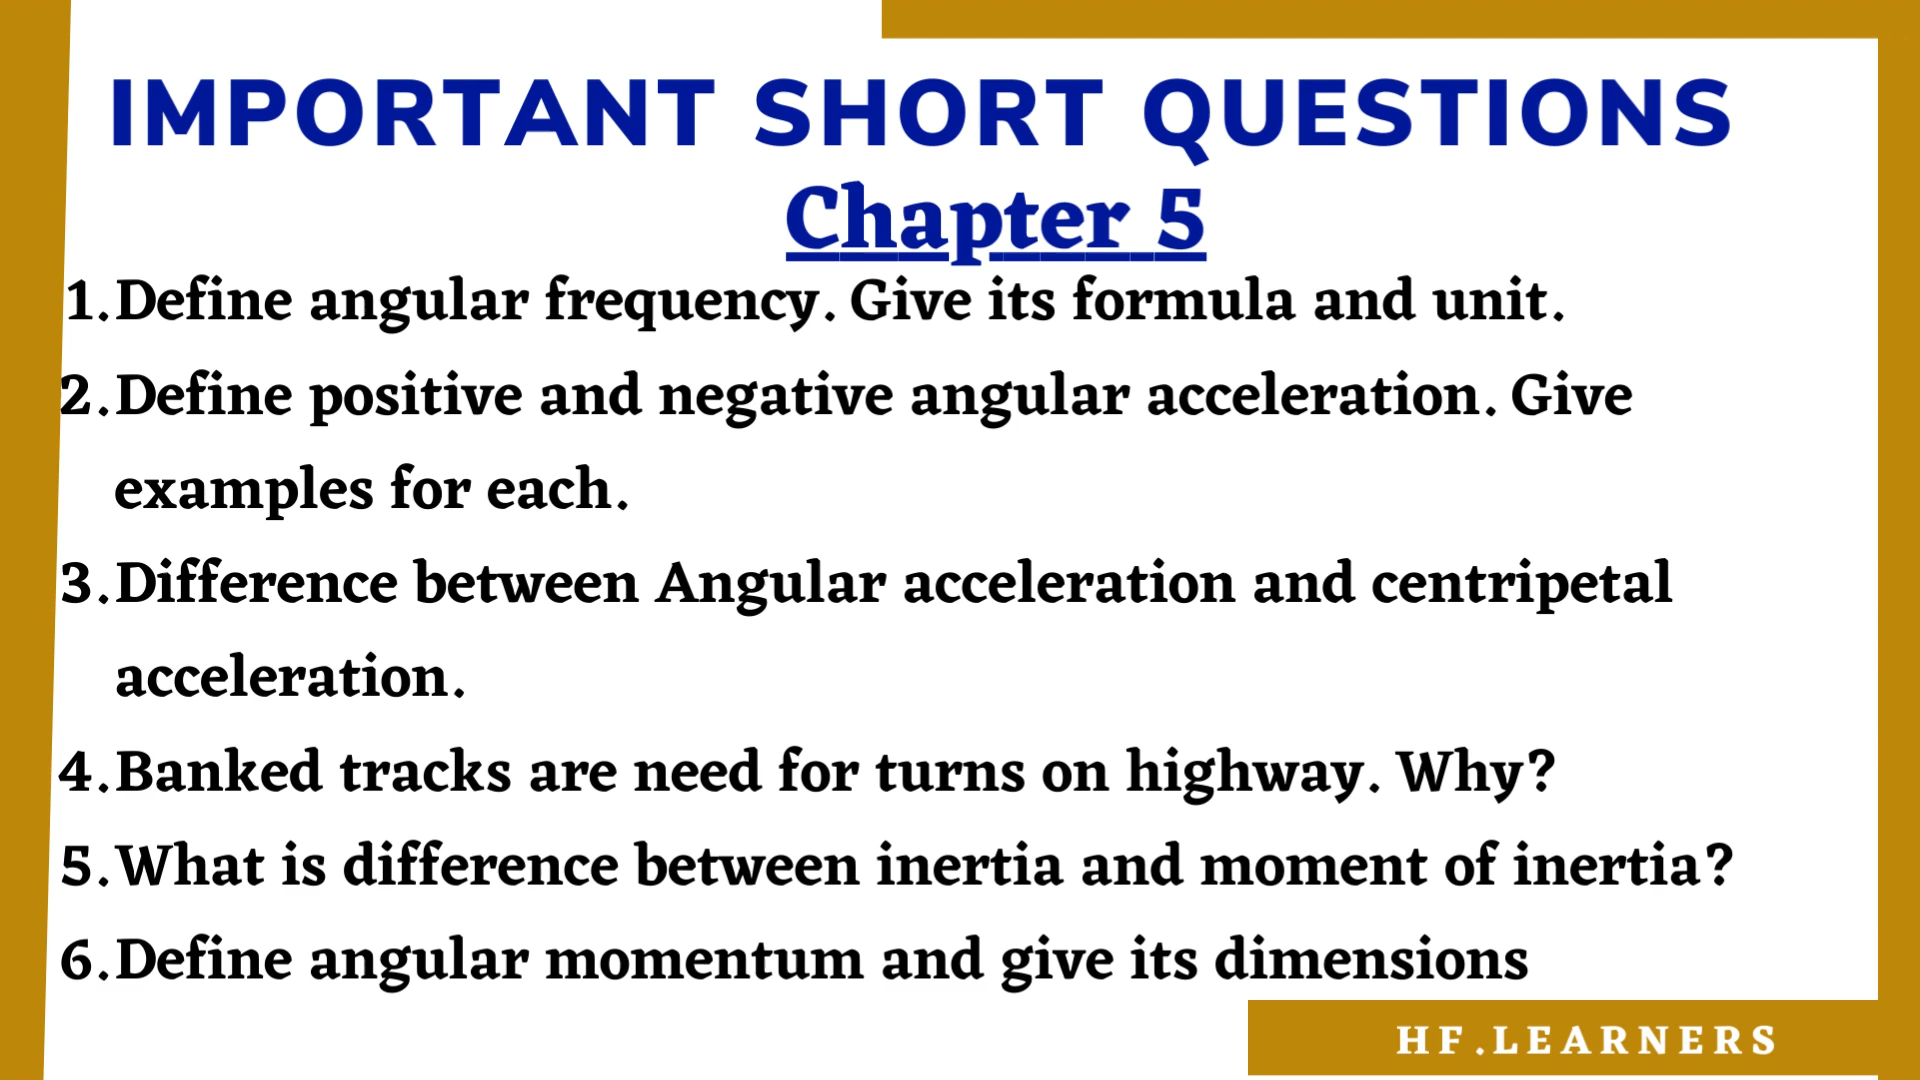 IMPORTANT SHORT QUESTIONS
Chapter 5
1. Define angular frequency. Give its formula and unit.
2. Define positive and negative angular acceleration. Give
examples for each.
3. Difference between Angular acceleration and centripetal
acceleration.
4. Banked tracks are need for turns on highway. Why?
5. What is difference between inertia and moment of inertia?
6. Define angular momentum and give its dimensions
HF.LEARNERS